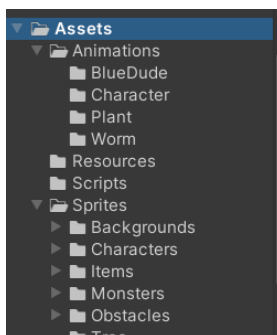 Assets
Animations
BlueDude
Character
Plant
Worm
Resources
Scripts
Sprites
Backgrounds
Characters
Items
Monsters
Obstacles